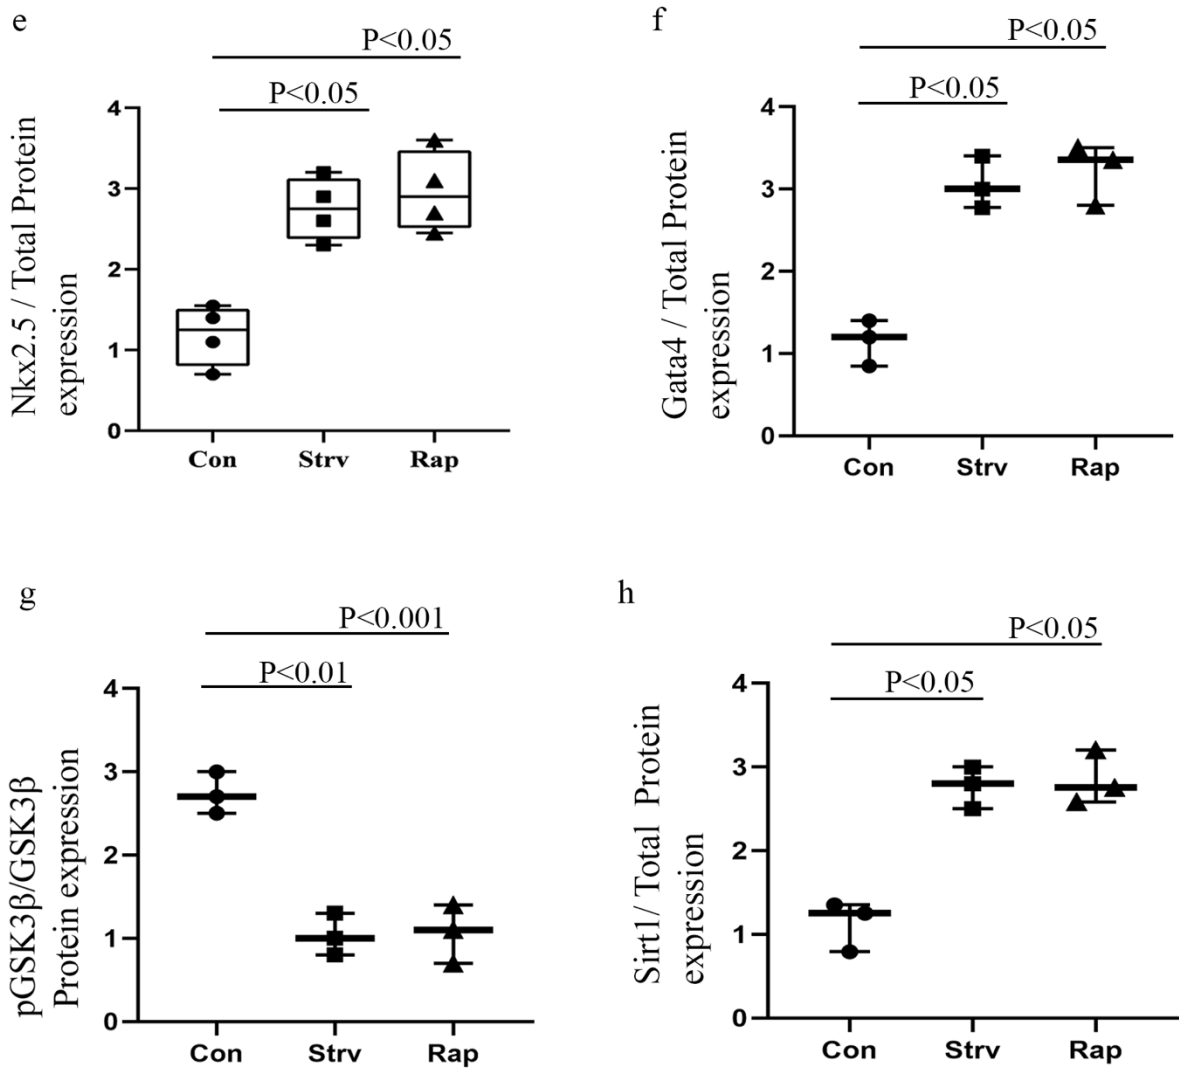 e
P<0.05
P<0.05
Nkx2.5 / Total Protein
expression
4
3
2
1
0
Con Strv Rap
f
P<0.05
P<0.05
Gata4 / Total Protein
expression
4
3
2
1
0
Con Strv Rap
g
P<0.001
P<0.01
pGSK3β/GSK3β
Protein expression
4
3
2
1
0
Con Strv Rap
h
P<0.05
P<0.05
Sirt1/ Total Protein
expression
4
3
2
1
0
Con Strv Rap